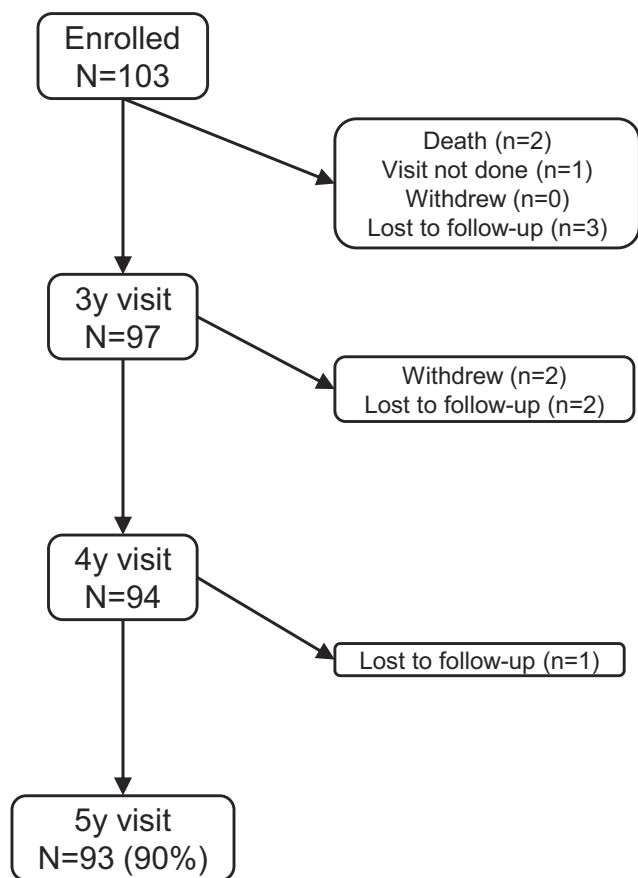 Enrolled
N=103
Death (n=2)
Visit not done (n=1)
Withdrew (n=0)
Lost to follow-up (n=3)
3y visit
N=97
Withdrew (n=2)
Lost to follow-up (n=2)
4y visit
N=94
Lost to follow-up (n=1)
5y visit
N=93 (90%)